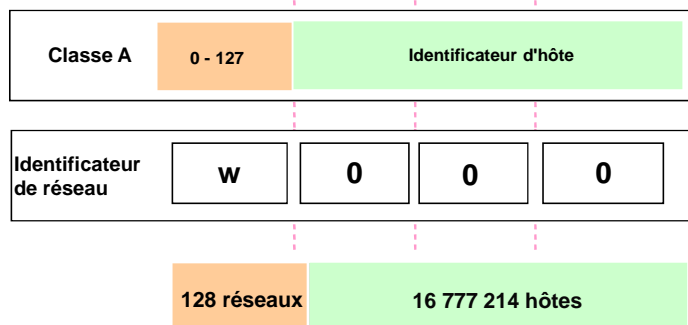 Classe A 0 - 127 Identificateur d'hôte
Identificateur
de réseau
w 0 0 0
128 réseaux 16 777 214 hôtes